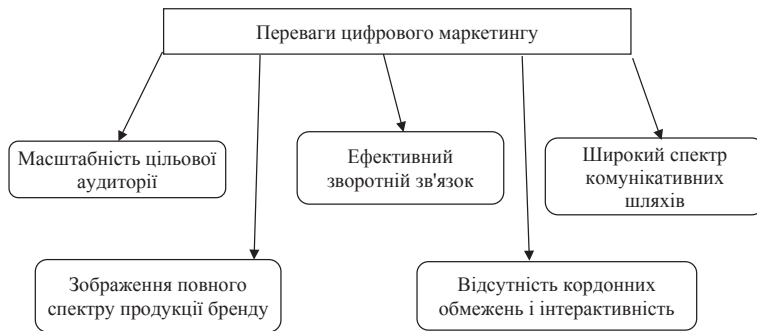 Переваги цифрового маркетингу
Масштабність цільової
аудиторії
Ефективний
зворотній зв'язок
Широкий спектр
комунікативних
шляхів
Зображення повного
спектру продукції бренду
Відсутність кордонних
обмежень і інтерактивність